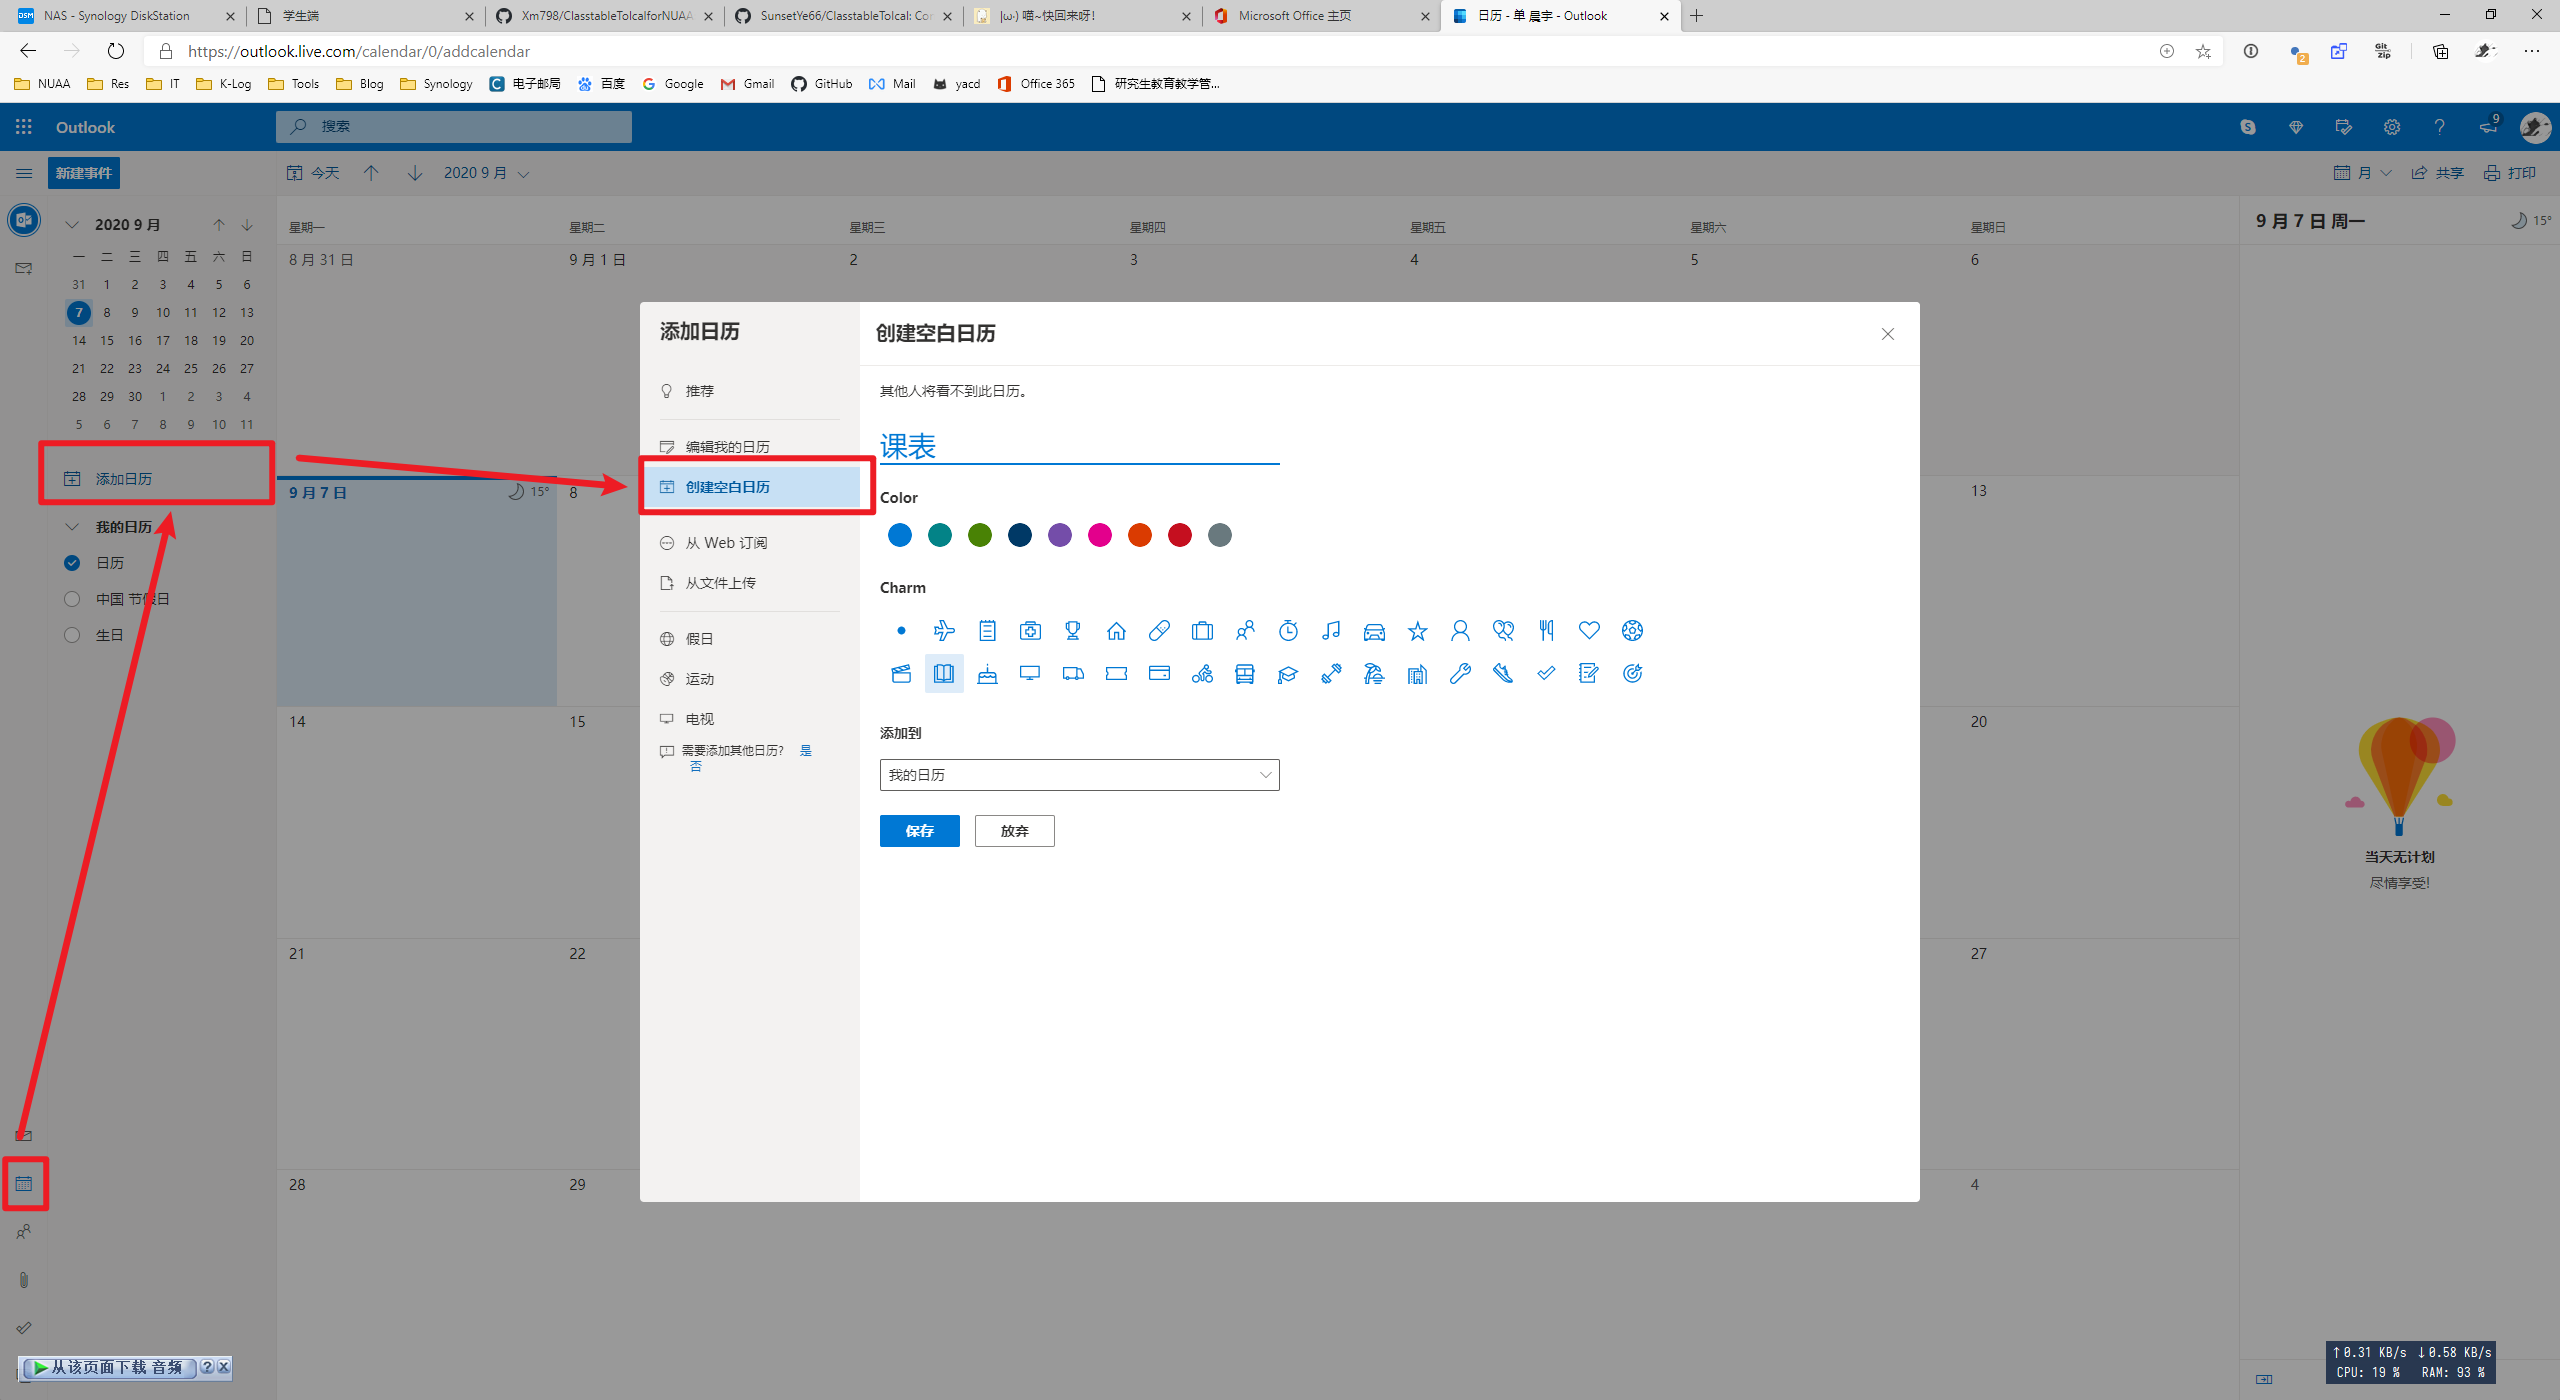 NAS - Synology DiskStation
学生端
Xm798/ClasstableToIcalforNUAA
SunsetYe66/ClasstableToIcal: Con
|ω·) 喵~快回来呀!
Microsoft Office 主页
日历 - 单 晨宇 - Outlook
https://outlook.live.com/calendar/0/addcalendar
2
Git
Zip
NUAA
Res
IT
K-Log
Tools
Blog
Synology
电子邮局
百度
Google
Gmail
GitHub
Mail
yacd
Office 365
研究生教育教学管...
Outlook
搜索
9
新建事件
今天
2020 9 月
月
共享
打印
2020 9 月
一 二 三 四 五 六 日
31 1 2 3 4 5 6
7 8 9 10 11 12 13
14 15 16 17 18 19 20
21 22 23 24 25 26 27
28 29 30 1 2 3 4
5 6 7 8 9 10 11
添加日历
我的日历
日历
中国 节假日
生日
星期一 星期二 星期三 星期四 星期五 星期六 星期日
8 月 31 日 9 月 1 日 2 3 4 5 6
9 月 7 日 15° 8 13
14 15 20
21 22 27
28 29 4
添加日历
推荐
编辑我的日历
创建空白日历
从 Web 订阅
从文件上传
假日
运动
电视
需要添加其他日历? 是
否
创建空白日历
其他人将看不到此日历。
课表
Color
Charm
添加到
我的日历
保存
放弃
9 月 7 日 周一
15°
当天无计划
尽情享受!
从该页面下载 音频
↑0.31 KB/s ↓0.58 KB/s
CPU: 19 % RAM: 93 %